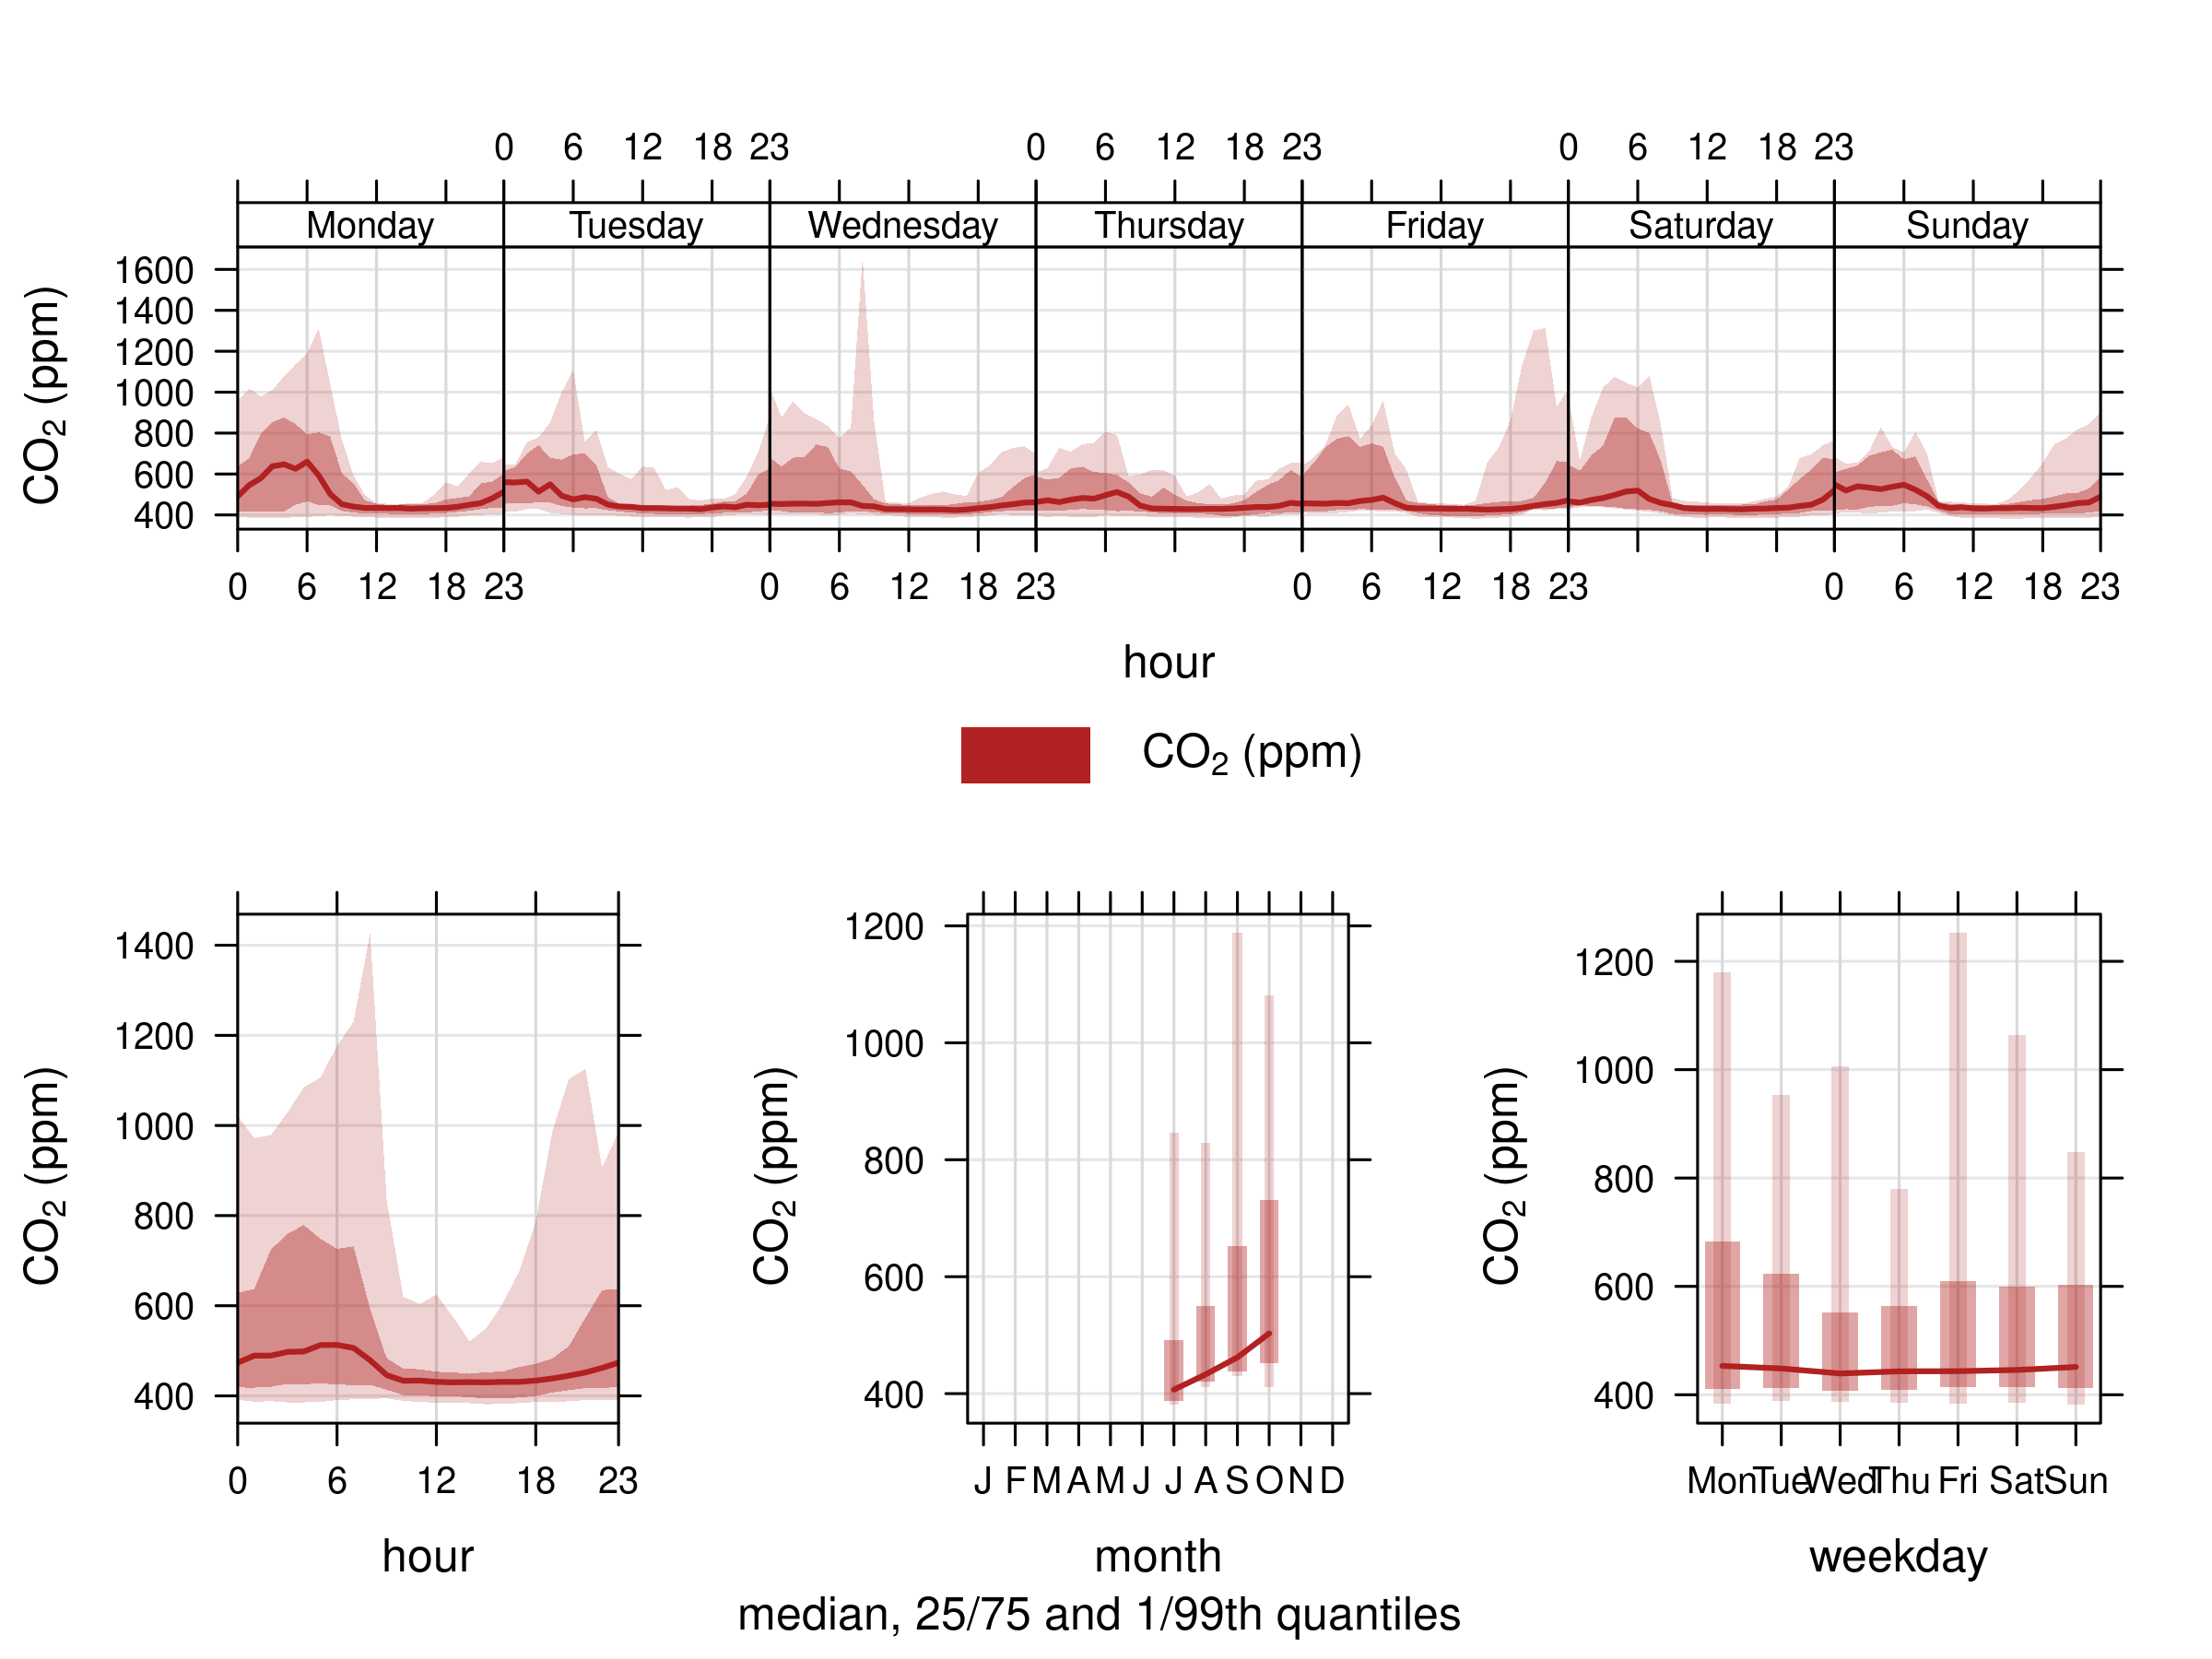 0 6 12 18 23 0 6 12 18 23 0 6 12 18 23
Monday Tuesday Wednesday Thursday Friday Saturday Sunday
CO₂ (ppm)
1600
1400
1200
1000
800
600
400
0 6 12 18 23 0 6 12 18 23 0 6 12 18 23 0 6 12 18 23
hour
CO₂ (ppm)
CO₂ (ppm)
1400
1200
1000
800
600
400
0 6 12 18 23
hour
CO₂ (ppm)
1200
1000
800
600
400
J F M A M J J A S O N D
month
CO₂ (ppm)
1200
1000
800
600
400
Mon Tue Wed Thu Fri Sat Sun
weekday
median, 25/75 and 1/99th quantiles